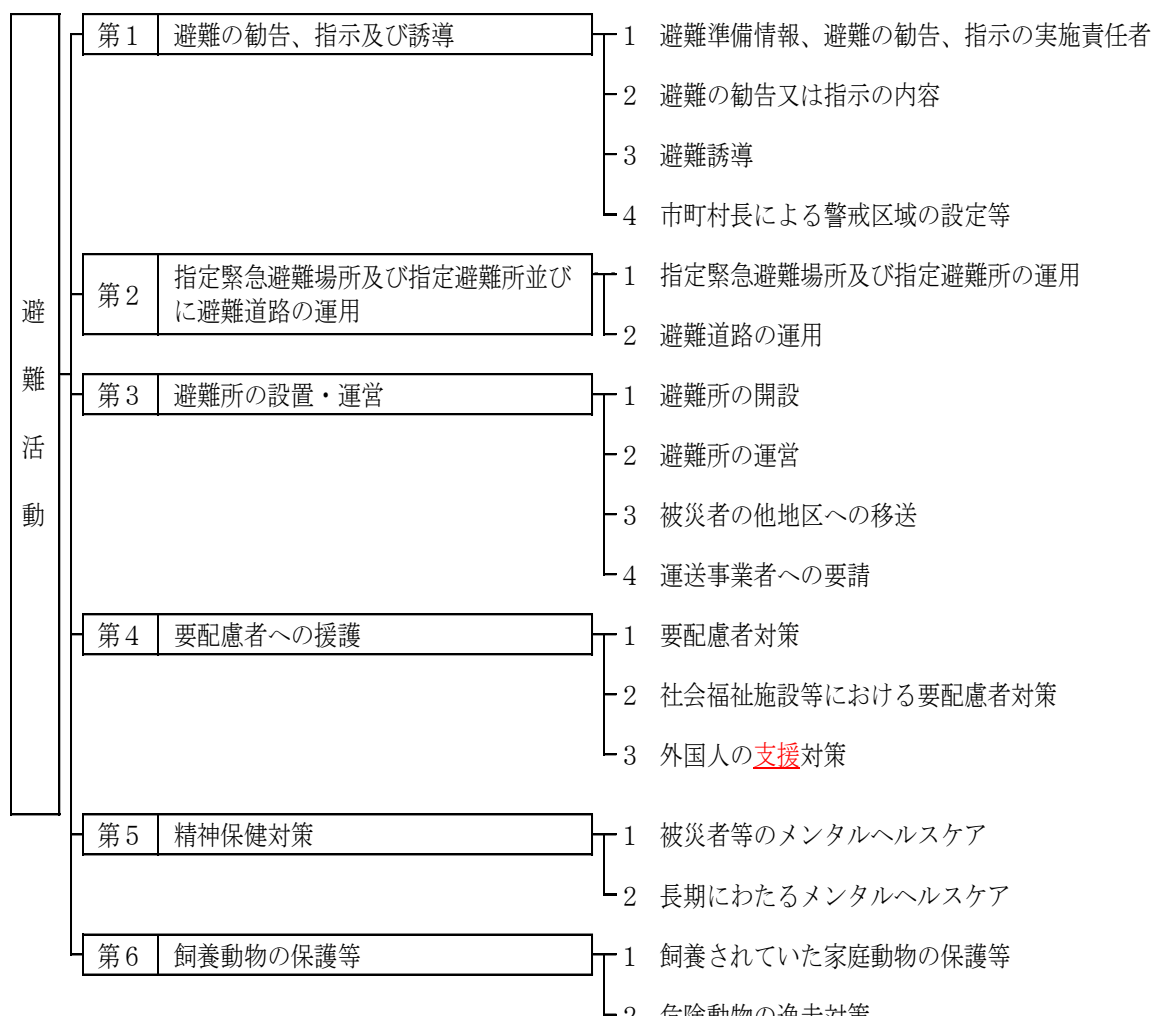 避難活動
第1 避難の勧告、指示及び誘導
1 避難準備情報、避難の勧告、指示の実施責任者
2 避難の勧告又は指示の内容
3 避難誘導
4 市町村長による警戒区域の設定等
第2 指定緊急避難場所及び指定避難所並び
に避難道路の運用
1 指定緊急避難場所及び指定避難所の運用
2 避難道路の運用
第3 避難所の設置・運営
1 避難所の開設
2 避難所の運営
3 被災者の他地区への移送
4 運送事業者への要請
第4 要配慮者への援護
1 要配慮者対策
2 社会福祉施設等における要配慮者対策
3 外国人の支援対策
第5 精神保健対策
1 被災者等のメンタルヘルスケア
2 長期にわたるメンタルヘルスケア
第6 飼養動物の保護等
1 飼養されていた家庭動物の保護等
2 危険動物の逸走対策